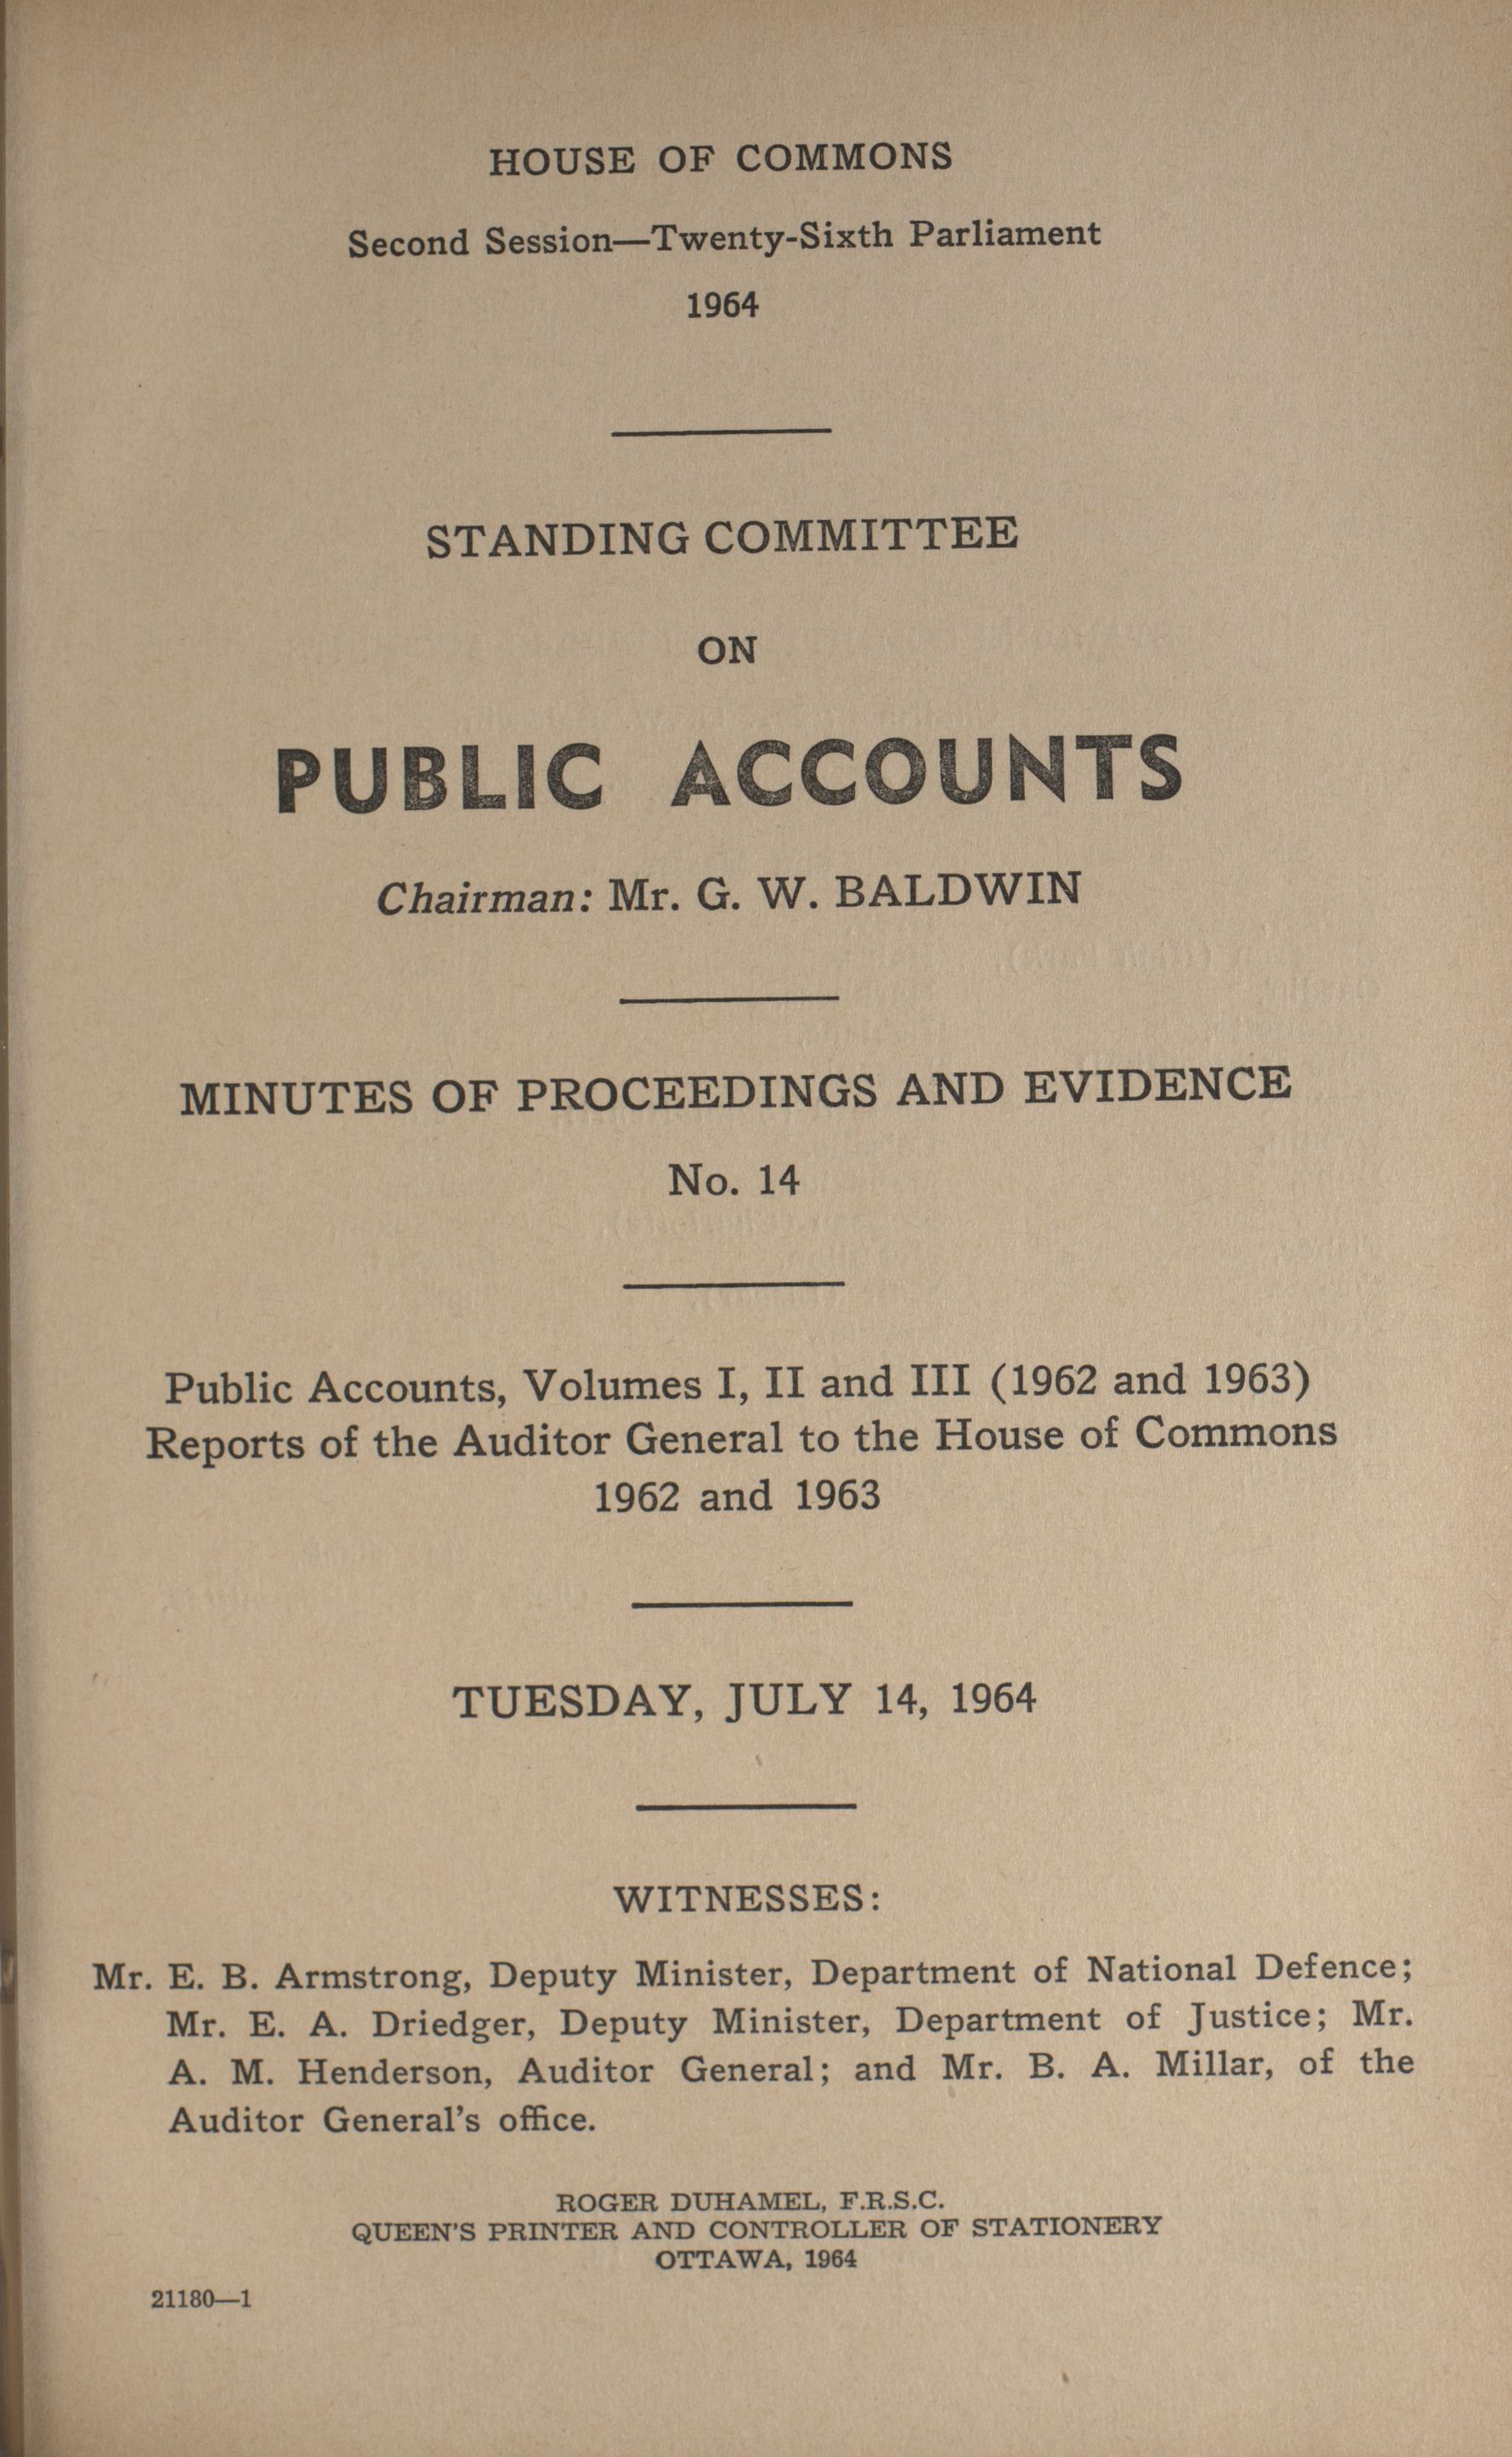 HOUSE OF COMMONS
Second Session—Twenty-Sixth Parliament
1964
STANDING COMMITTEE
ON
PUBLIC ACCOUNTS
Chairman: Mr. G. W. BALDWIN
MINUTES OF PROCEEDINGS AND EVIDENCE
No. 14
Public Accounts, Volumes I, II and III (1962 and 1963)
Reports of the Auditor General to the House of Commons
1962 and 1963
TUESDAY, JULY 14, 1964
WITNESSES:
Mr. E. B. Armstrong, Deputy Minister, Department of National Defence;
Mr. E. A. Driedger, Deputy Minister, Department of Justice; Mr.
A. M. Henderson, Auditor General; and Mr. B. A. Millar, of the
Auditor General's office.
ROGER DUHAMEL, F.R.S.C.
QUEEN'S PRINTER AND CONTROLLER OF STATIONERY
OTTAWA, 1964
21180—1